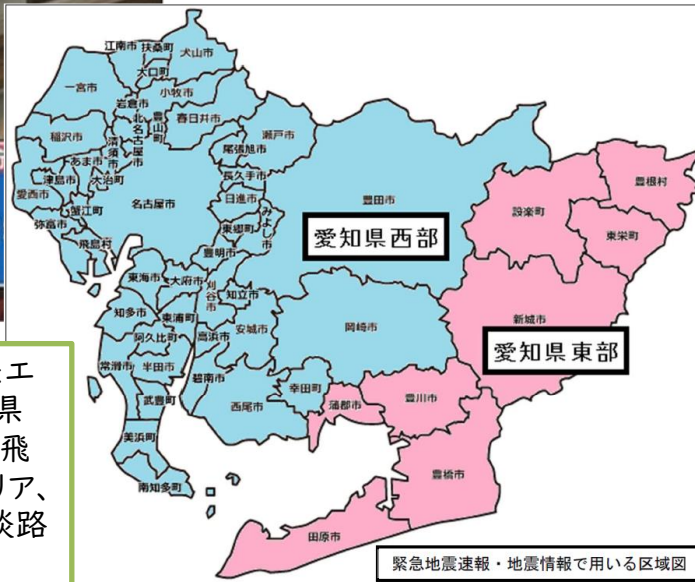 江南市
扶桑町
犬山市
大口町
一宮市
小牧市
岩倉市
北名古屋市
豊山町
春日井市
稲沢市
清須市
瀬戸市
尾張旭市
あま市
津島市
大治町
長久手市
愛西市
名古屋市
日進市
みよし市
豊田市
蟹江町
弥富市
東郷町
飛島村
豊明市
愛知県西部
設楽町
豊根村
東栄町
東海市
大府市
刈谷市
知立市
知多市
東浦町
安城市
岡崎市
新城市
阿久比町
高浜市
愛知県東部
常滑市
半田市
碧南市
武豊町
西尾市
幸田町
蒲郡市
豊川市
美浜町
豊橋市
南知多町
田原市
エ
県
飛
リア、
淡路
緊急地震速報・地震情報で用いる区域図